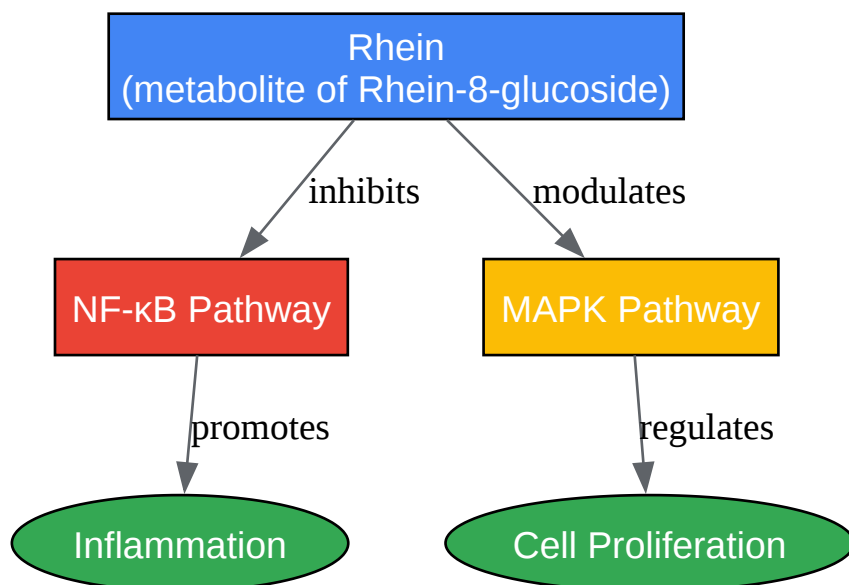 Rhein
(metabolite of Rhein-8-glucoside)
inhibits
modulates
NF-κB Pathway
MAPK Pathway
promotes
regulates
Inflammation
Cell Proliferation